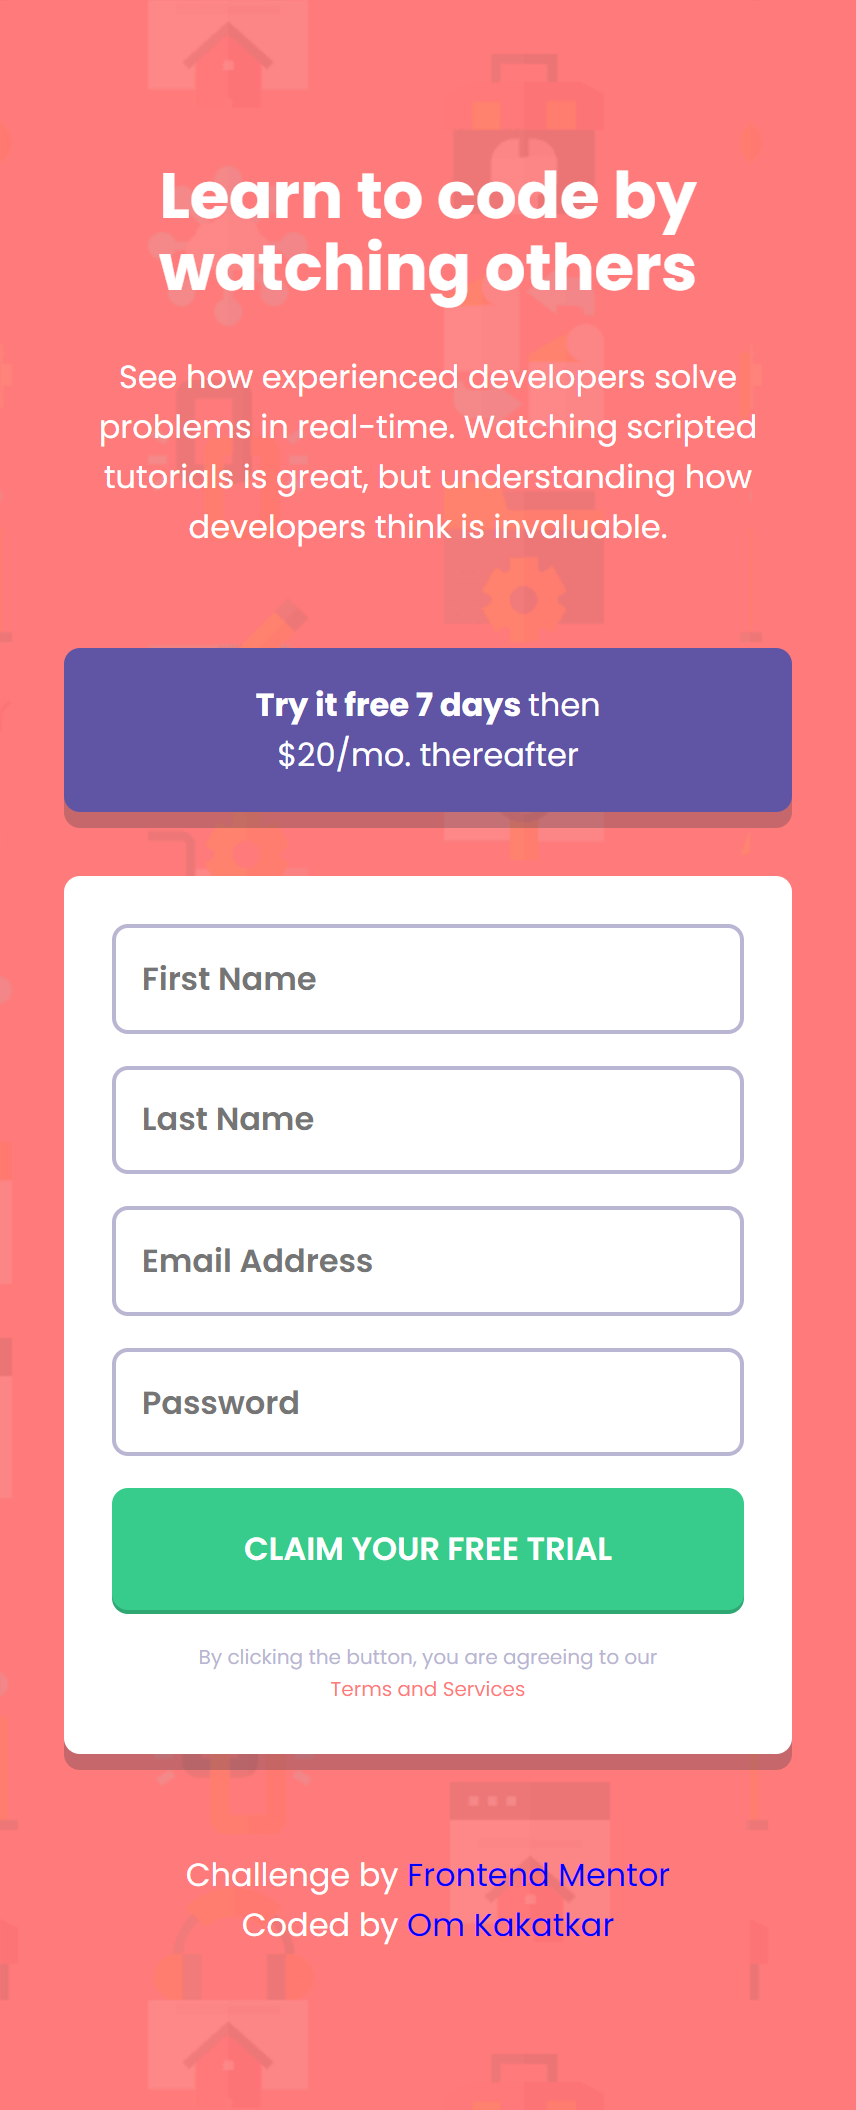 Learn to code by
watching others
See how experienced developers solve
problems in real-time. Watching scripted
tutorials is great, but understanding how
developers think is invaluable.
Try it free 7 days then
$20/mo. thereafter
First Name
Last Name
Email Address
Password
CLAIM YOUR FREE TRIAL
By clicking the button, you are agreeing to our
Terms and Services
Challenge by Frontend Mentor
Coded by Om Kakatkar